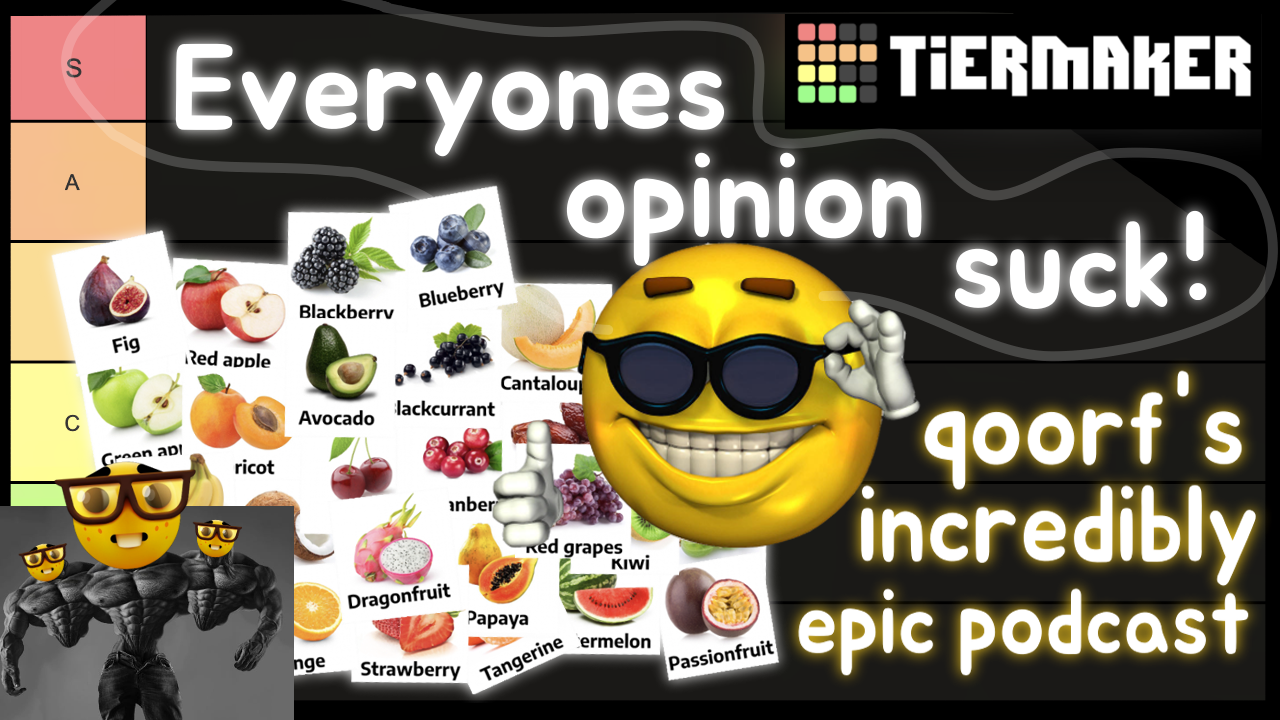 S
A
C
TiERMAKER
Everyones
opinion
suck!
qoorf's
incredibly
epic podcast
Fig
Red apple
Blackberry
Blueberry
Green apl
ricot
Avocado
lackcurrant
Cantaloup
anber
Red grapes
Kiwi
Dragonfruit
Papaya
ermelon
Passionfruit
nge
Strawberry
Tangerine